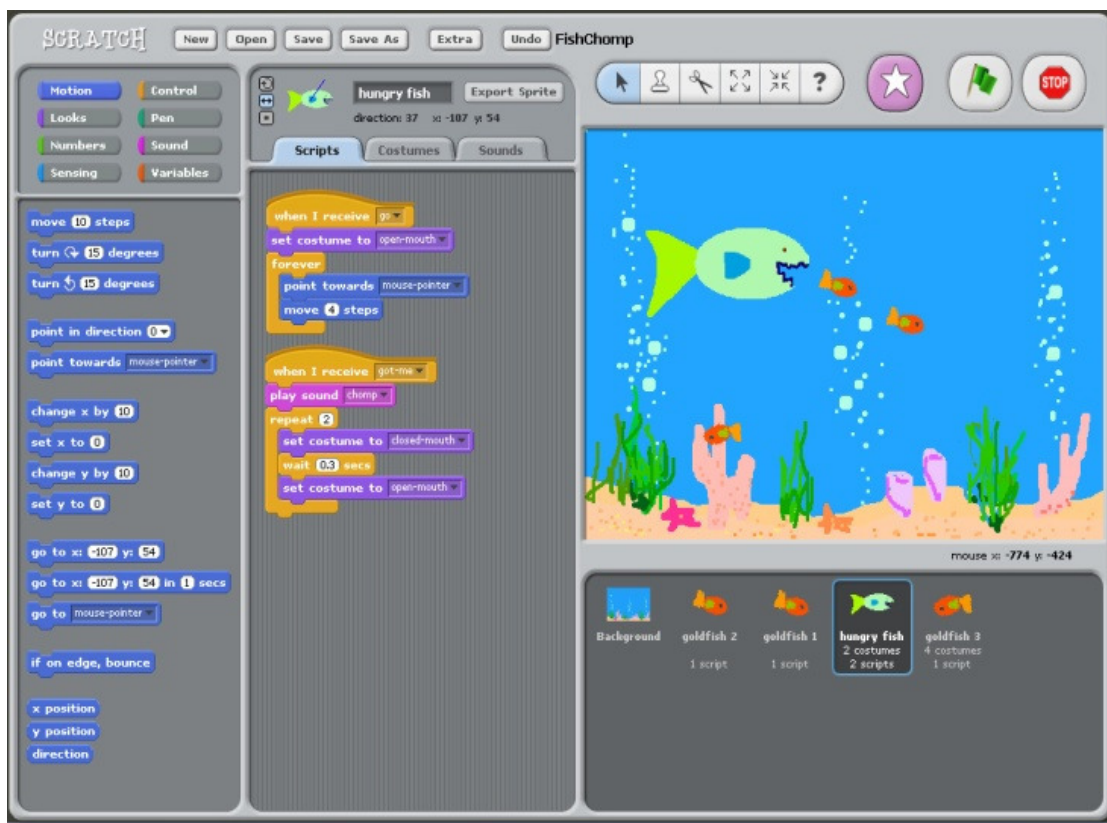 SCRATCH New Open Save Save As Extra Undo FishChomp
Motion Control
Looks Pen
Numbers Sound
Sensing Variables
move 10 steps
turn 15 degrees
turn 15 degrees
point in direction 0
point towards mouse-pointer
change x by 10
set x to 0
change y by 10
set y to 0
go to x: -107 y: 54
go to x: -107 y: 54 in 1 secs
go to mouse-pointer
if on edge, bounce
x position
y position
direction
hungry fish Export Sprite
direction: 37 x: -107 y: 54
Scripts Costumes Sounds
when I receive go
set costume to open-mouth
forever
point towards mouse-pointer
move 4 steps
when I receive got-me
play sound chomp
repeat 2
set costume to closed-mouth
wait 0.3 secs
set costume to open-mouth
? STOP
mouse x: -774 y: -424
Background goldfish 2 goldfish 1 hungry fish goldfish 3
2 costumes 4 costumes
1 script 1 script 2 scripts 1 script